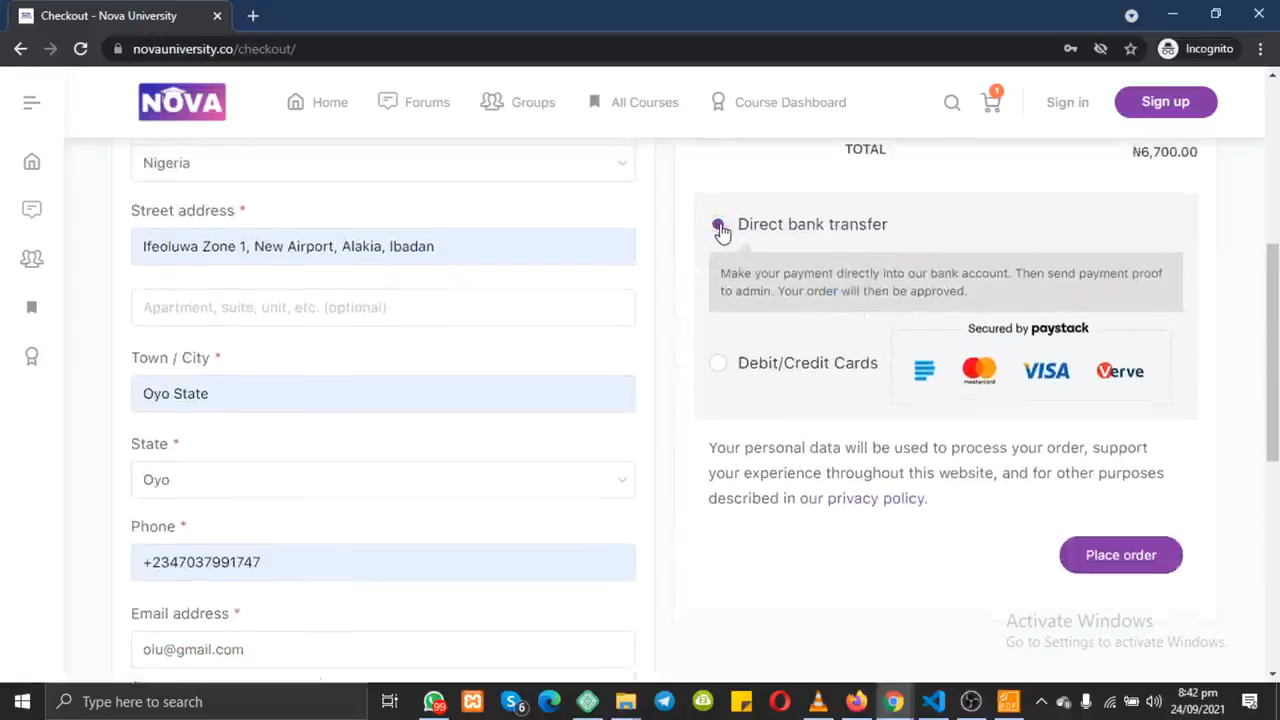 Checkout - Nova University
novauniversity.co/checkout/
Incognito
NOVA
Home
Forums
Groups
All Courses
Course Dashboard
1
Sign in
Sign up
Nigeria
Street address *
Ifeoluwa Zone 1, New Airport, Alakia, Ibadan
Apartment, suite, unit, etc. (optional)
Town / City *
Oyo State
State *
Oyo
Phone *
+2347037991747
Email address *
oiu@gmail.com
TOTAL ₦6,700.00
Direct bank transfer
Make your payment directly into our bank account. Then send payment proof
to admin. Your order will then be approved.
Secured by paystack
Debit/Credit Cards
mastercard
VISA
Verve
Your personal data will be used to process your order, support
your experience throughout this website, and for other purposes
described in our privacy policy.
Place order
Activate Windows
Go to Settings to activate Windows.
Type here to search
99
6
8:42 pm
24/09/2021